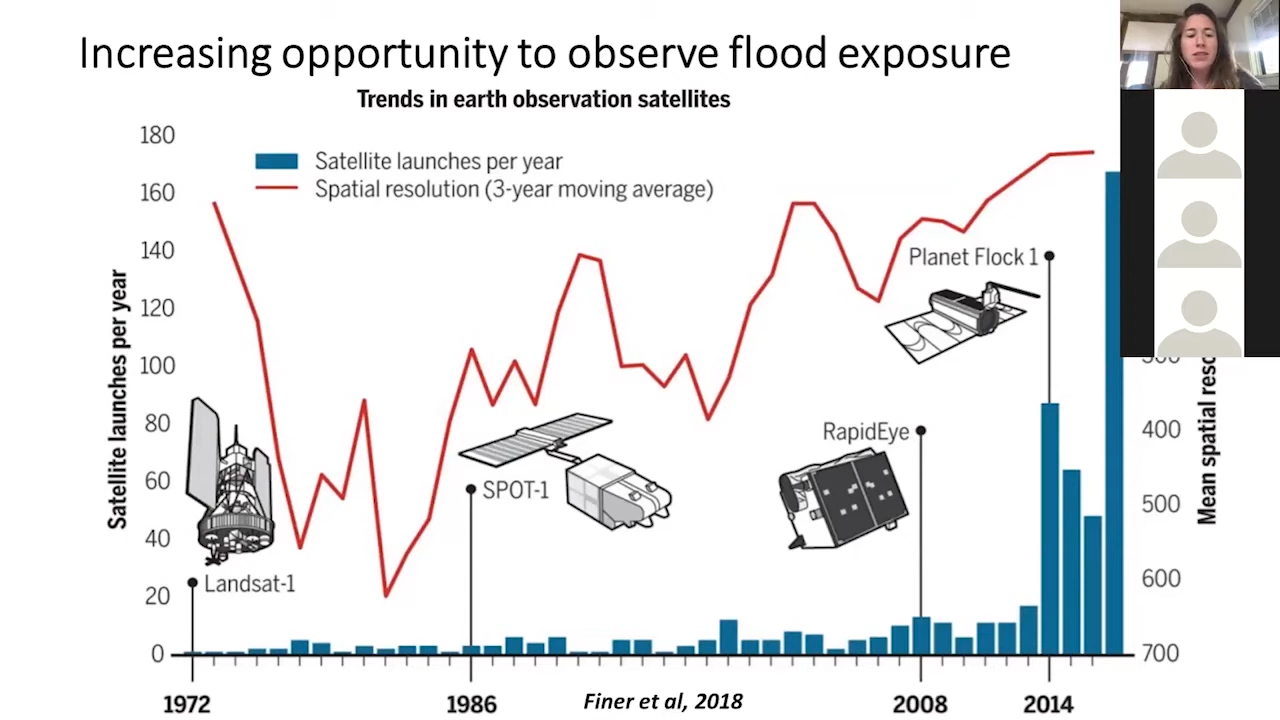 Increasing opportunity to observe flood exposure
Trends in earth observation satellites
Satellite launches per year
Spatial resolution (3-year moving average)
Satellite launches per year
180
160
140
120
100
80
60
40
20
0
Landsat-1
SPOT-1
RapidEye
Planet Flock 1
400
500
600
700
Mean spatial
1972
1986
2008
2014
Finer et al, 2018